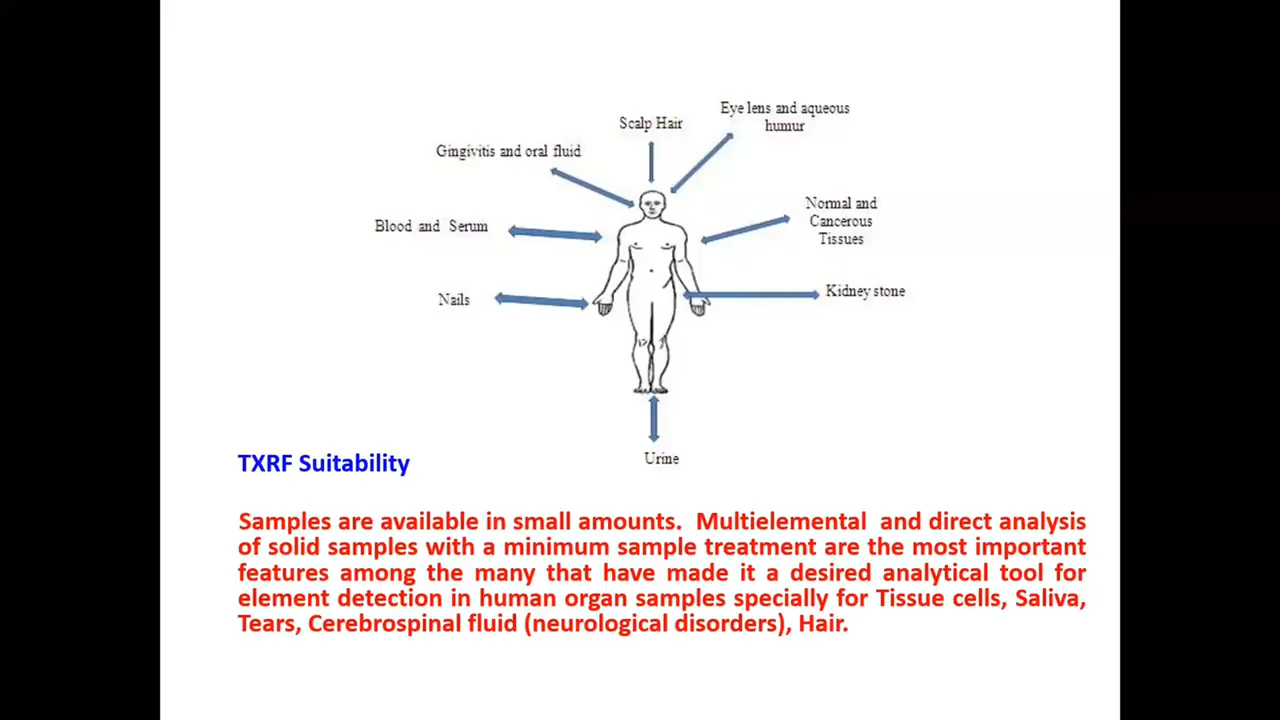 Scalp Hair
Eye lens and aqueous
humur
Gingivitis and oral fluid
Normal and
Cancerous
Tissues
Blood and Serum
Kidney stone
Nails
Urine
TXRF Suitability
Samples are available in small amounts. Multielemental and direct analysis
of solid samples with a minimum sample treatment are the most important
features among the many that have made it a desired analytical tool for
element detection in human organ samples specially for Tissue cells, Saliva,
Tears, Cerebrospinal fluid (neurological disorders), Hair.